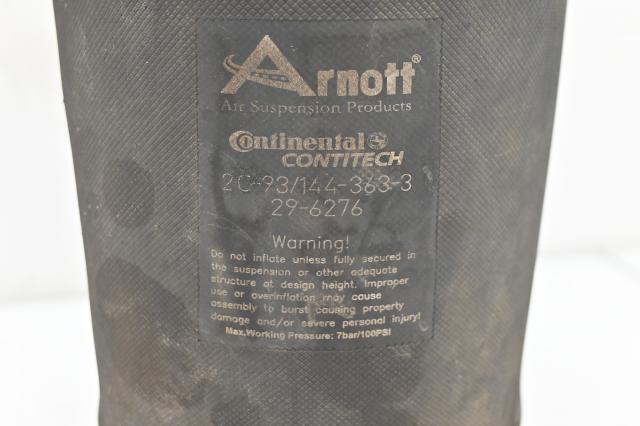 Arnott®
Air Suspension Products
Continental
CONTITECH
2C-93/144-363-3
29-6276
Warning!
Do not inflate unless fully secured in
the suspension or other adequate
structure at design height. Improper
use or overinflation may cause
assembly to burst causing property
damage and/or severe personal injury!
Max.Working Pressure: 7bar/100PSI